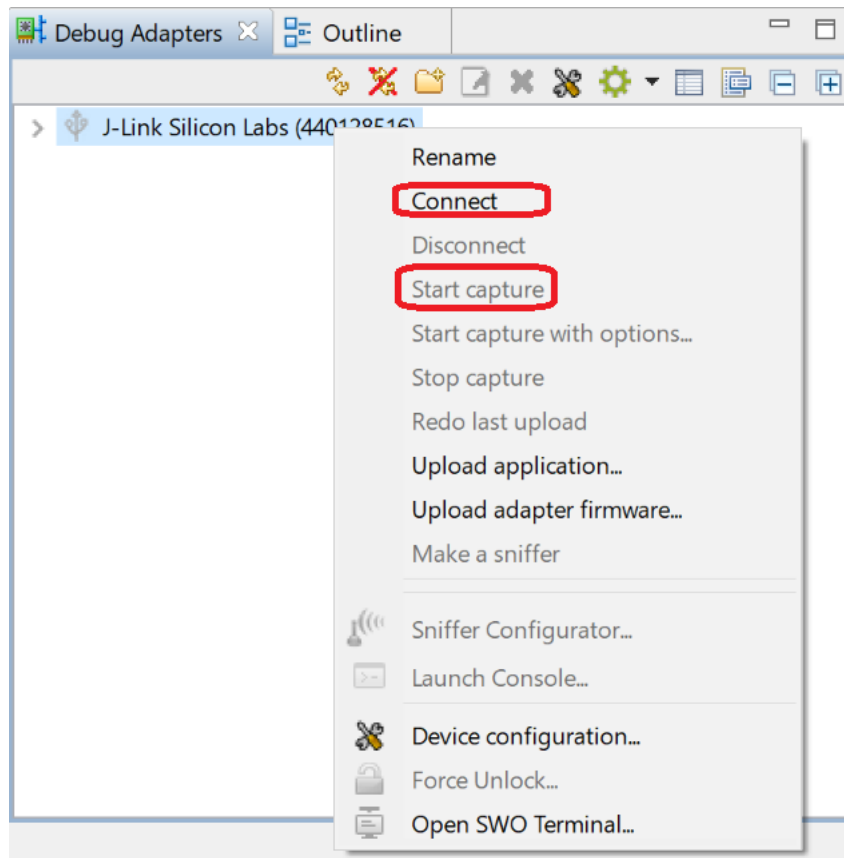 Debug Adapters Outline
J-Link Silicon Labs (440128516)
Rename
Connect
Disconnect
Start capture
Start capture with options...
Stop capture
Redo last upload
Upload application...
Upload adapter firmware...
Make a sniffer
Sniffer Configurator...
Launch Console...
Device configuration...
Force Unlock...
Open SWO Terminal...